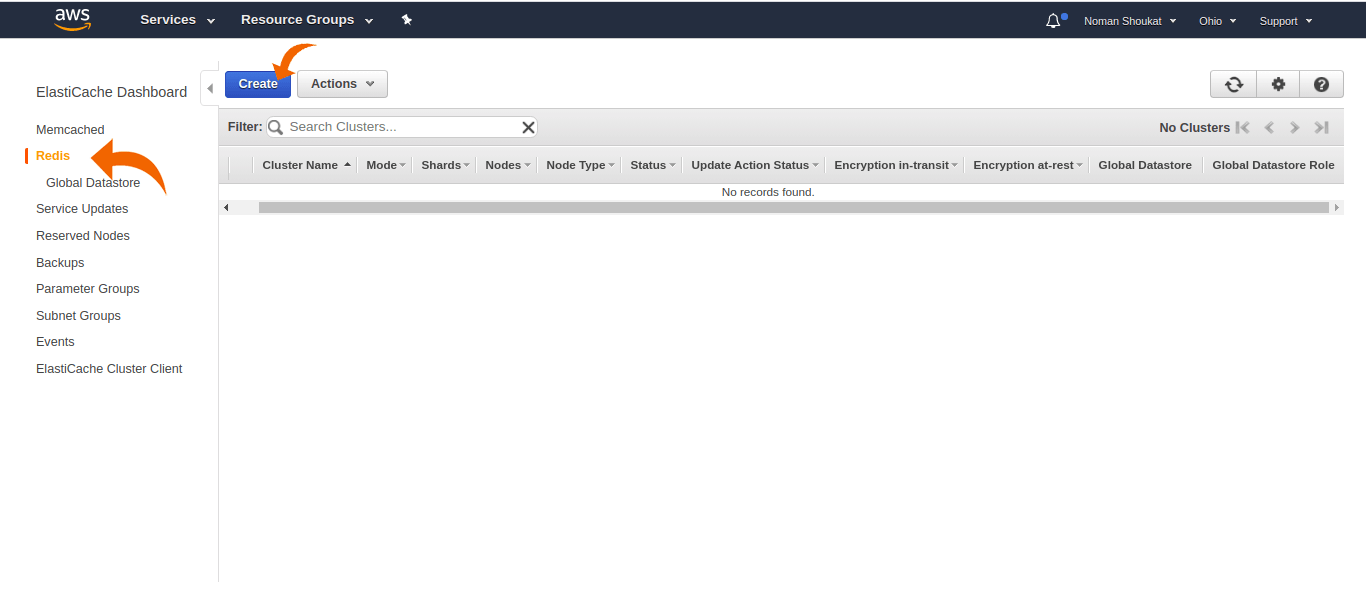 aws Services Resource Groups Noman Shoukat Ohio Support
ElastiCache Dashboard
Memcached
Redis
Global Datastore
Service Updates
Reserved Nodes
Backups
Parameter Groups
Subnet Groups
Events
ElastiCache Cluster Client
Create Actions
Filter: Search Clusters... No Clusters
Cluster Name Mode Shards Nodes Node Type Status Update Action Status Encryption in-transit Encryption at-rest Global Datastore Global Datastore Role
No records found.